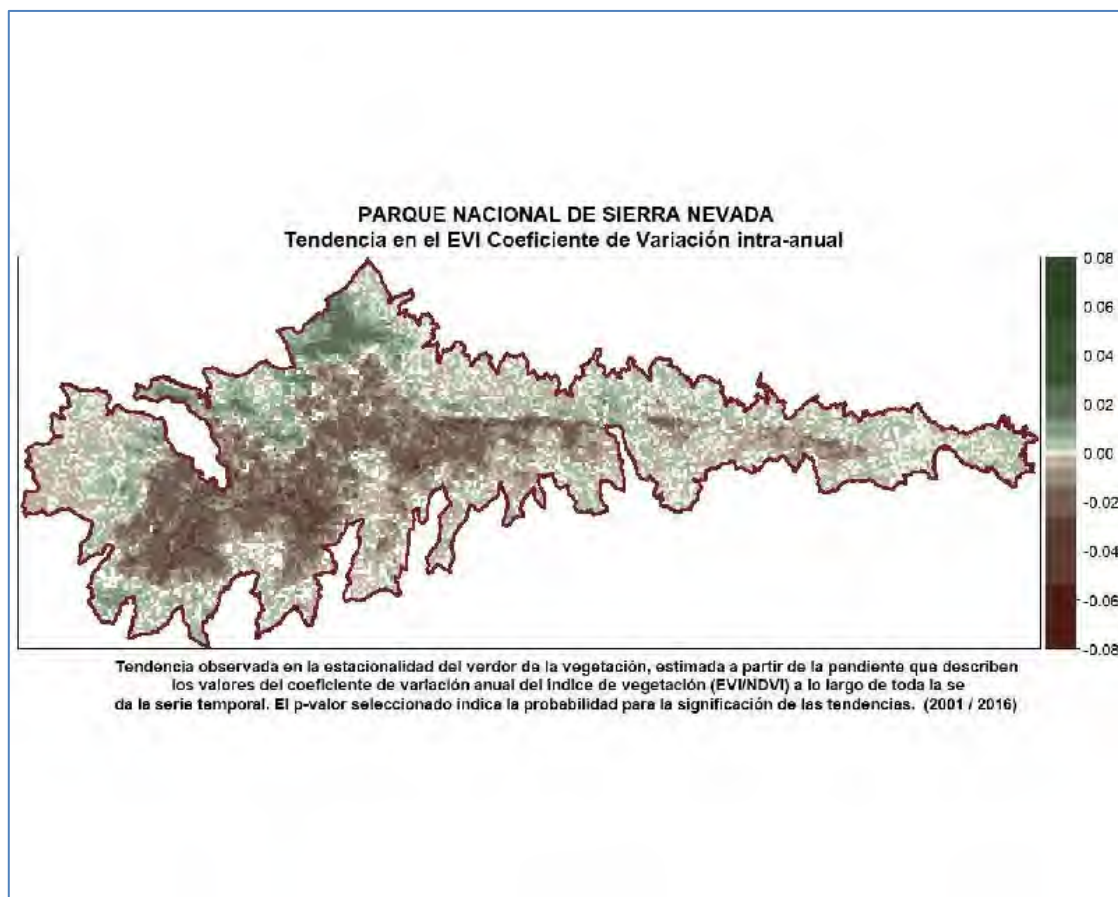 PARQUE NACIONAL DE SIERRA NEVADA
Tendencia en el EVI Coeficiente de Variación intra-anual
0.08
0.06
0.04
0.02
0.00
-0.02
-0.04
-0.06
-0.08
Tendencia observada en la estacionalidad del verdor de la vegetación, estimada a partir de la pendiente que describen
los valores del coeficiente de variación anual del índice de vegetación (EVI/NDVI) a lo largo de toda la se
da la serie temporal. El p-valor seleccionado indica la probabilidad para la significación de las tendencias. (2001 / 2016)